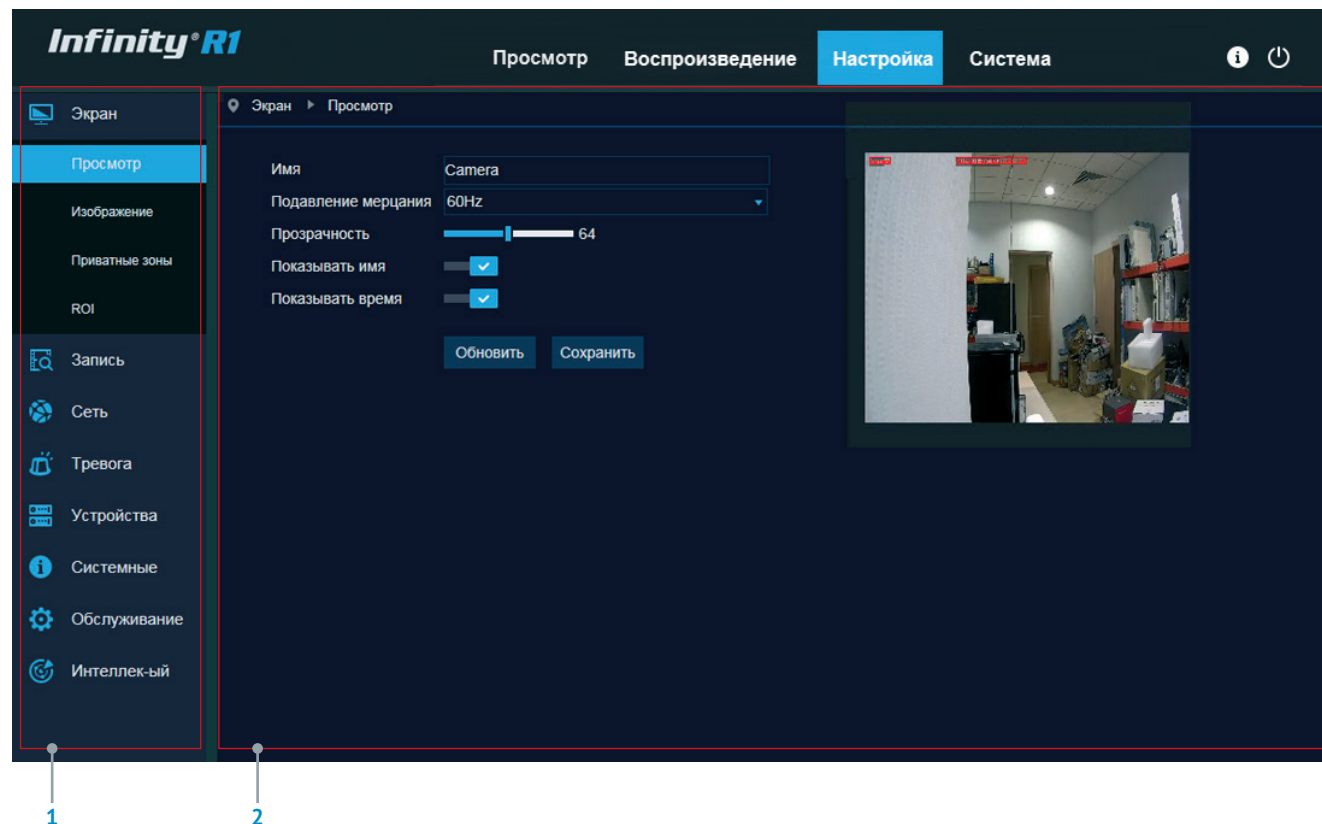 Infinity® R1
Просмотр Воспроизведение Настройка Система
Экран
Просмотр
Изображение
Приватные зоны
ROI
Запись
Сеть
Тревога
Устройства
Системные
Обслуживание
Интеллек-ый
Экран Просмотр
Имя Camera
Подавление мерцания 60Hz
Прозрачность 64
Показывать имя
Показывать время
Обновить Сохранить
1 2